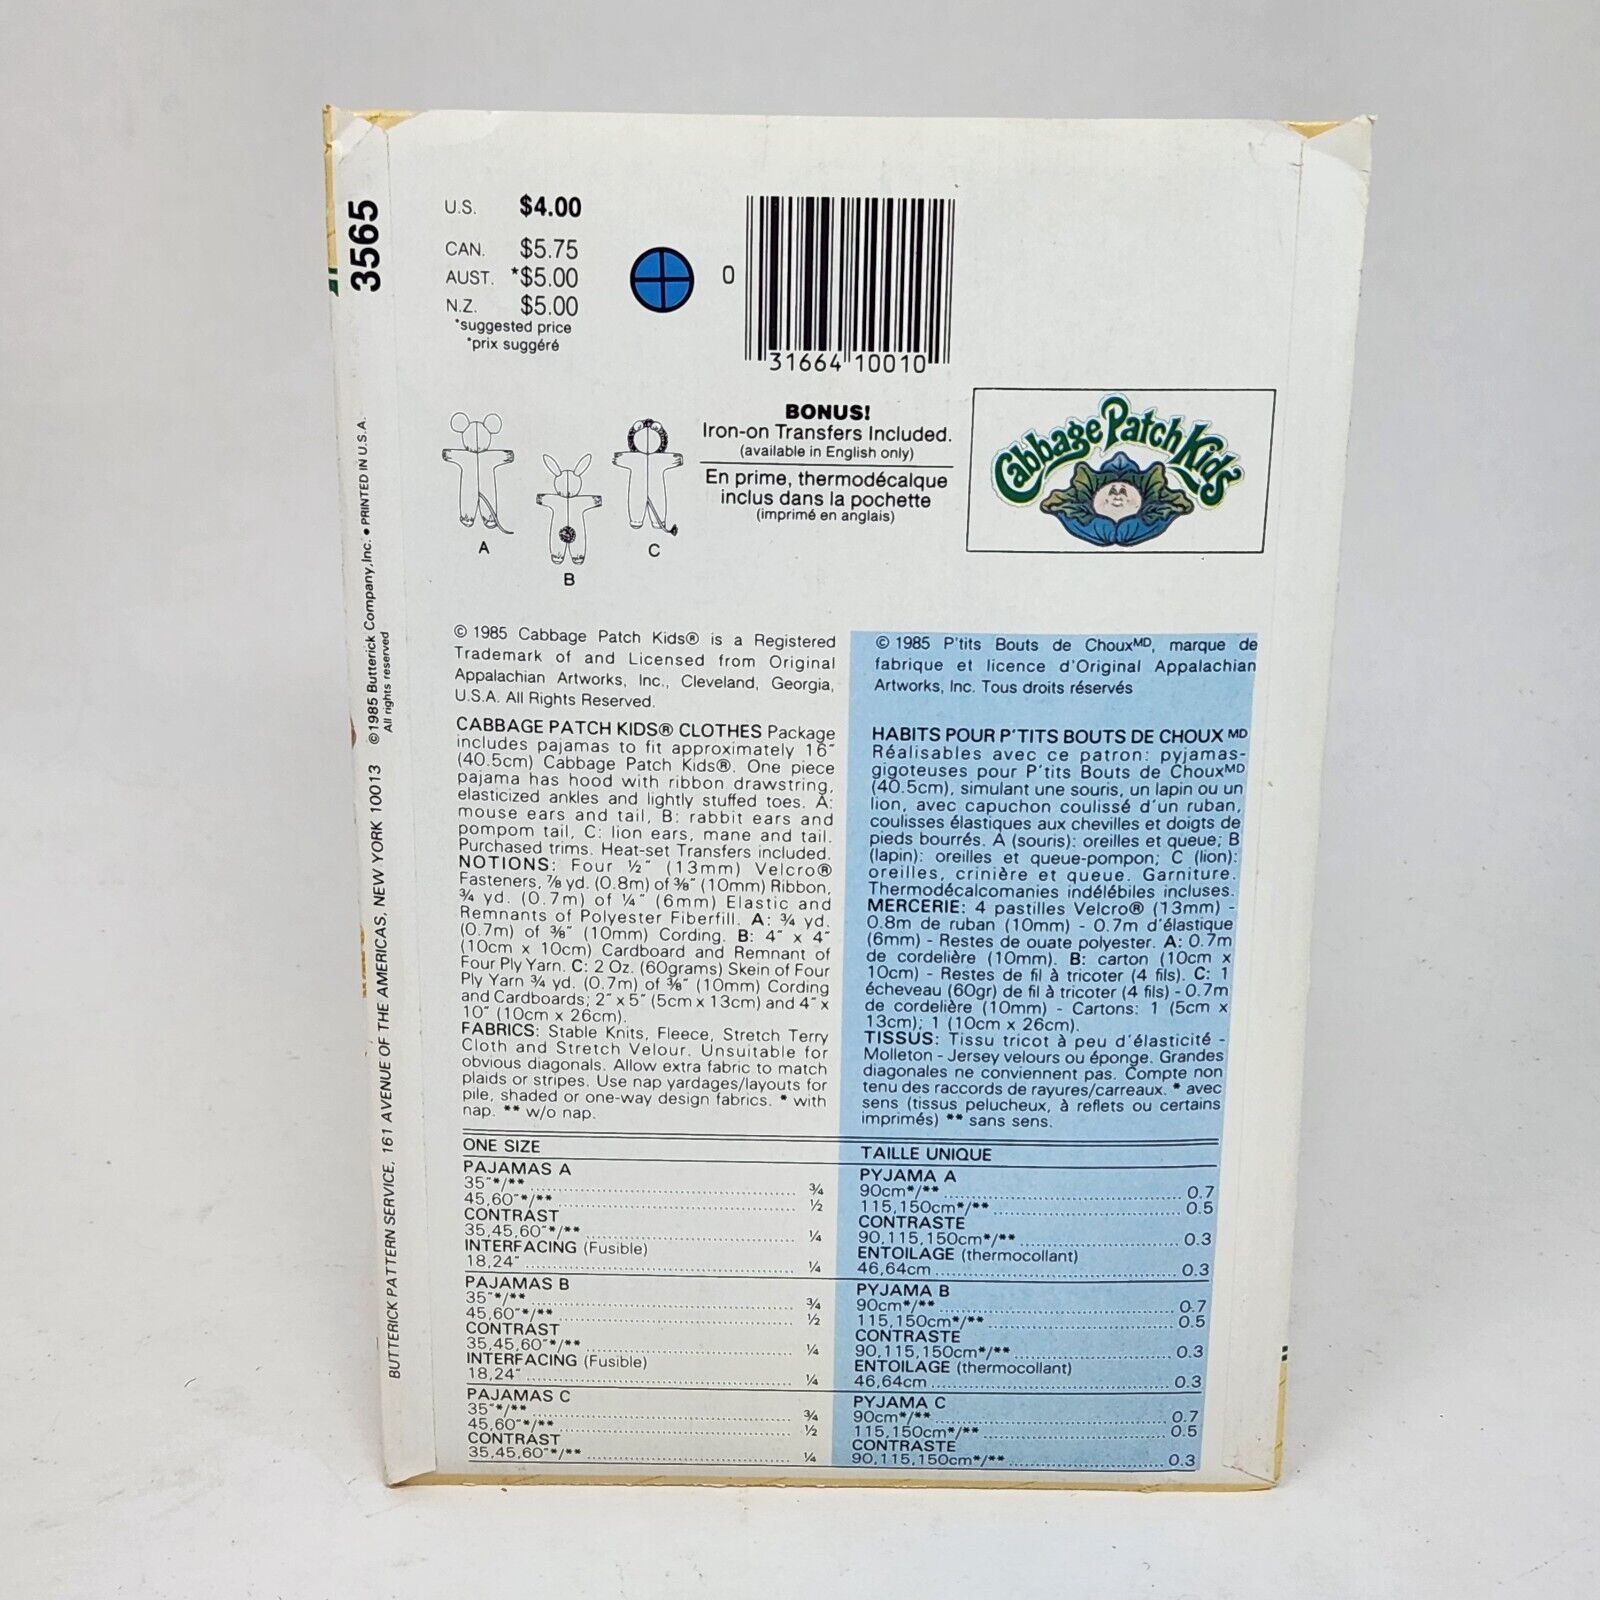 3565
BUTTERICK PATTERN SERVICE, 161 AVENUE OF THE AMERICAS, NEW YORK 10013 © 1985 Butterick Company, Inc. • PRINTED IN U.S.A.
All rights reserved
U.S. $4.00
CAN. $5.75
AUST. *$5.00
N.Z. $5.00
*suggested price
*prix suggéré
0
31664 10010
A
B
C
BONUS!
Iron-on Transfers Included.
(available in English only)
En prime, thermodécalque
inclus dans la pochette
(imprimé en anglais)
Cabbage Patch Kids
© 1985 Cabbage Patch Kids® is a Registered
Trademark of and Licensed from Original
Appalachian Artworks, Inc., Cleveland, Georgia,
U.S.A. All Rights Reserved.
CABBAGE PATCH KIDS® CLOTHES Package
includes pajamas to fit approximately 16"
(40.5cm) Cabbage Patch Kids®. One piece
pajama has hood with ribbon drawstring,
elasticized ankles and lightly stuffed toes. A:
mouse ears and tail, B: rabbit ears and
pompom tail, C: lion ears, mane and tail.
Purchased trims. Heat-set Transfers included.
NOTIONS: Four ½" (13mm) Velcro®
Fasteners, ⅞ yd. (0.8m) of ⅜" (10mm) Ribbon,
¾ yd. (0.7m) of ¼" (6mm) Elastic and
Remnants of Polyester Fiberfill. A: ¾ yd.
(0.7m) of ⅜" (10mm) Cording. B: 4" x 4"
(10cm x 10cm) Cardboard and Remnant of
Four Ply Yarn. C: 2 Oz. (60grams) Skein of Four
Ply Yarn ¾ yd. (0.7m) of ⅜" (10mm) Cording
and Cardboards; 2" x 5" (5cm x 13cm) and 4" x
10" (10cm x 26cm).
FABRICS: Stable Knits, Fleece, Stretch Terry
Cloth and Stretch Velour. Unsuitable for
obvious diagonals. Allow extra fabric to match
plaids or stripes. Use nap yardages/layouts for
pile, shaded or one-way design fabrics. * with
nap. ** w/o nap.
© 1985 P'tits Bouts de Choux MD, marque de
fabrique et licence d'Original Appalachian
Artworks, Inc. Tous droits réservés
HABITS POUR P'TITS BOUTS DE CHOUX MD
Réalisables avec ce patron: pyjamas-
gigoteuses pour P'tits Bouts de Choux MD
(40.5cm), simulant une souris, un lapin ou un
lion, avec capuchon coulissé d'un ruban,
coulisses élastiques aux chevilles et doigts de
pieds bourrés. A (souris): oreilles et queue; B
(lapin): oreilles et queue-pompon; C (lion):
oreilles, crinière et queue. Garniture.
Thermodécalcomanies indélébiles incluses.
MERCERIE: 4 pastilles Velcro® (13mm) -
0.8m de ruban (10mm) - 0.7m d'élastique
(6mm) - Restes de ouate polyester. A: 0.7m
de cordelière (10mm). B: carton (10cm x
10cm) - Restes de fil à tricoter (4 fils). C: 1
écheveau (60gr) de fil à tricoter (4 fils) - 0.7m
de cordelière (10mm) - Cartons: 1 (5cm x
13cm); 1 (10cm x 26cm).
TISSUS: Tissu tricot à peu d'élasticité -
Molleton - Jersey velours ou éponge. Grandes
diagonales ne conviennent pas. Compte non
tenu des raccords de rayures/carreaux. * avec
sens (tissus pelucheux, à reflets ou certains
imprimés) ** sans sens.
ONE SIZE
PAJAMAS A
35"*/** ¾
45,60"*/** ½
CONTRAST
35,45,60"*/** ¼
INTERFACING (Fusible)
18,24" ¼
PAJAMAS B
35"*/** ¾
45,60"*/** ½
CONTRAST
35,45,60"*/** ¼
INTERFACING (Fusible)
18,24" ¼
PAJAMAS C
35"*/** ¾
45,60"*/** ½
CONTRAST
35,45,60"*/** ¼
TAILLE UNIQUE
PYJAMA A
90cm*/** 0.7
115,150cm*/** 0.5
CONTRASTE
90,115,150cm*/** 0.3
ENTOILAGE (thermocollant)
46,64cm 0.3
PYJAMA B
90cm*/** 0.7
115,150cm*/** 0.5
CONTRASTE
90,115,150cm*/** 0.3
ENTOILAGE (thermocollant)
46,64cm 0.3
PYJAMA C
90cm*/** 0.7
115,150cm*/** 0.5
CONTRASTE
90,115,150cm*/** 0.3